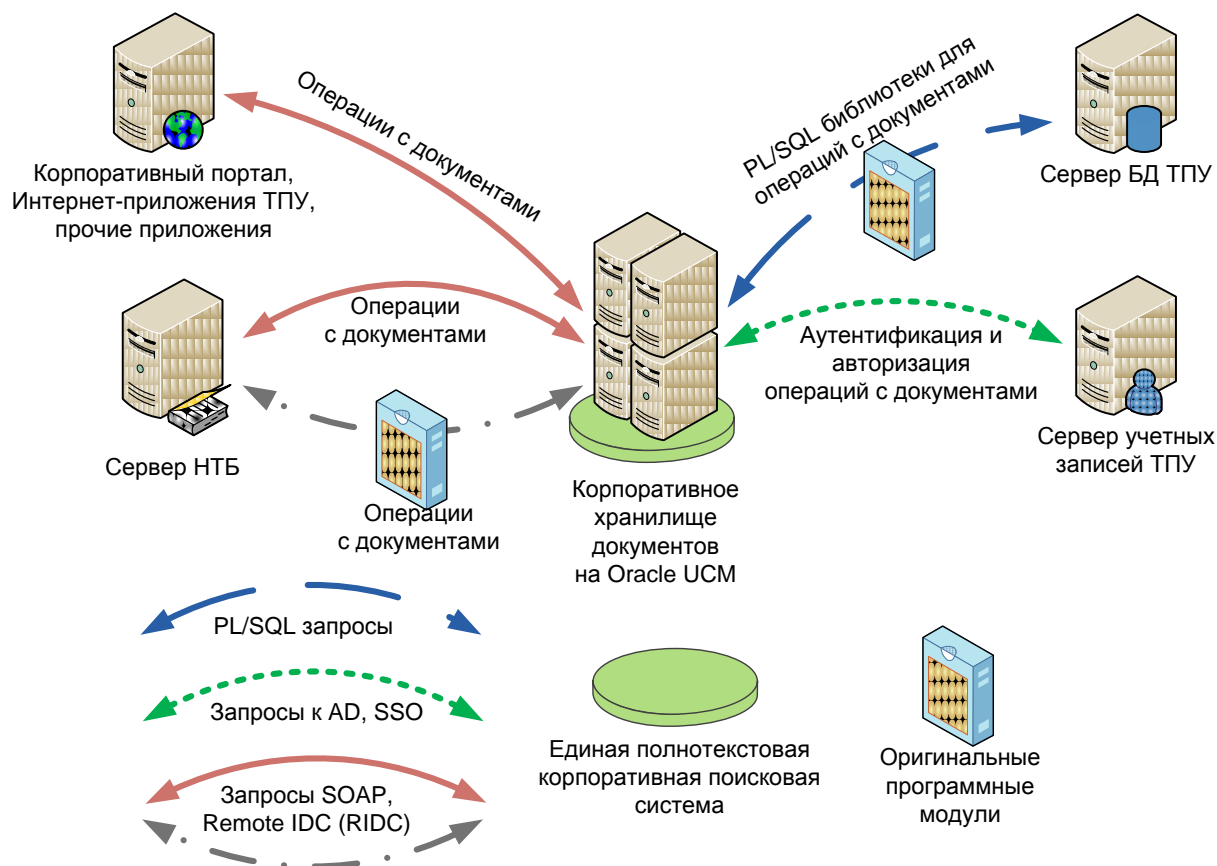 Корпоративный портал,
Интернет-приложения ТПУ,
прочие приложения
Операции с документами
PL/SQL библиотеки для
операций с документами
Сервер БД ТПУ
Операции
с документами
Сервер НТБ
Аутентификация и
авторизация
операций с документами
Сервер учетных
записей ТПУ
Операции
с документами
Корпоративное
хранилище
документов
на Oracle UCM
PL/SQL запросы
Запросы к AD, SSO
Запросы SOAP,
Remote IDC (RIDC)
Единая полнотекстовая
корпоративная поисковая
система
Оригинальные
программные
модули